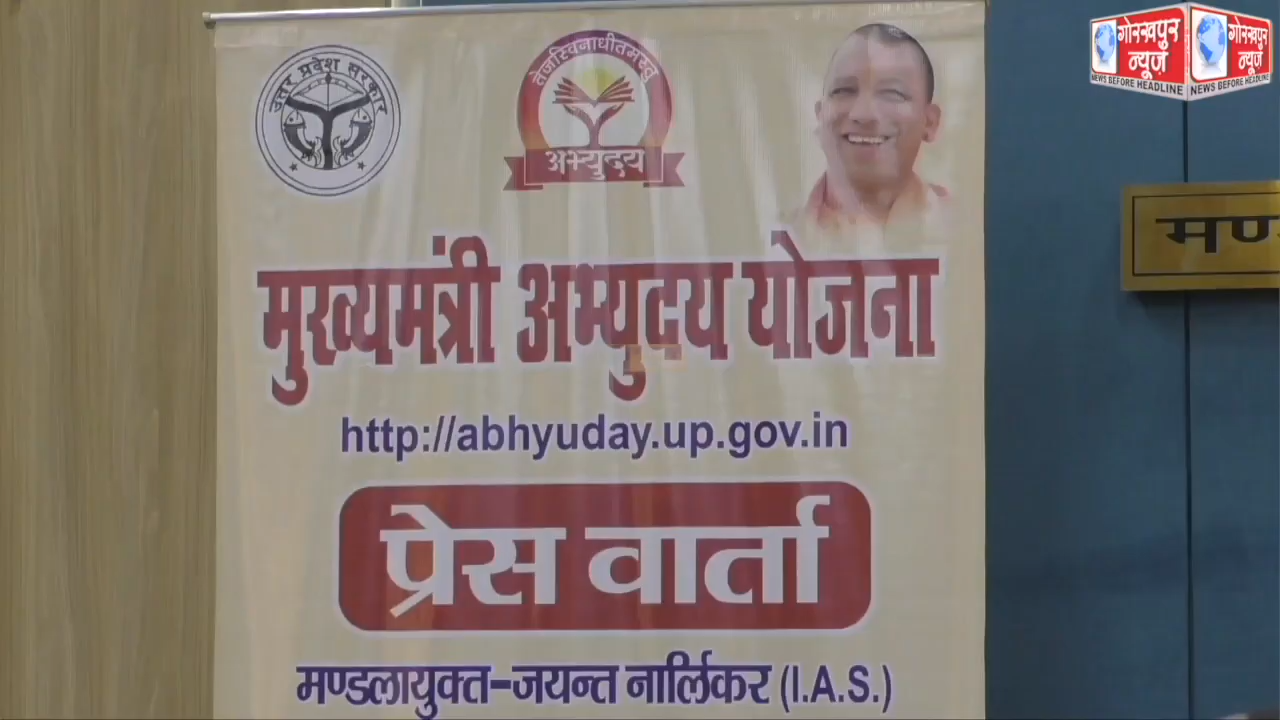 गोरखपुर गोरखपुर
न्यूज़ न्यूज़
NEWS BEFORE HEADLINE NEWS BEFORE HEADLINE
उत्तर प्रदेश सरकार
तेजस्विनाधीतमस्तु
अभ्युदय
मण
मुख्यमंत्री अभ्युदय योजना
http://abhyuday.up.gov.in
प्रेस वार्ता
मण्डलायुक्त-जयन्त नार्लिकर (I.A.S.)